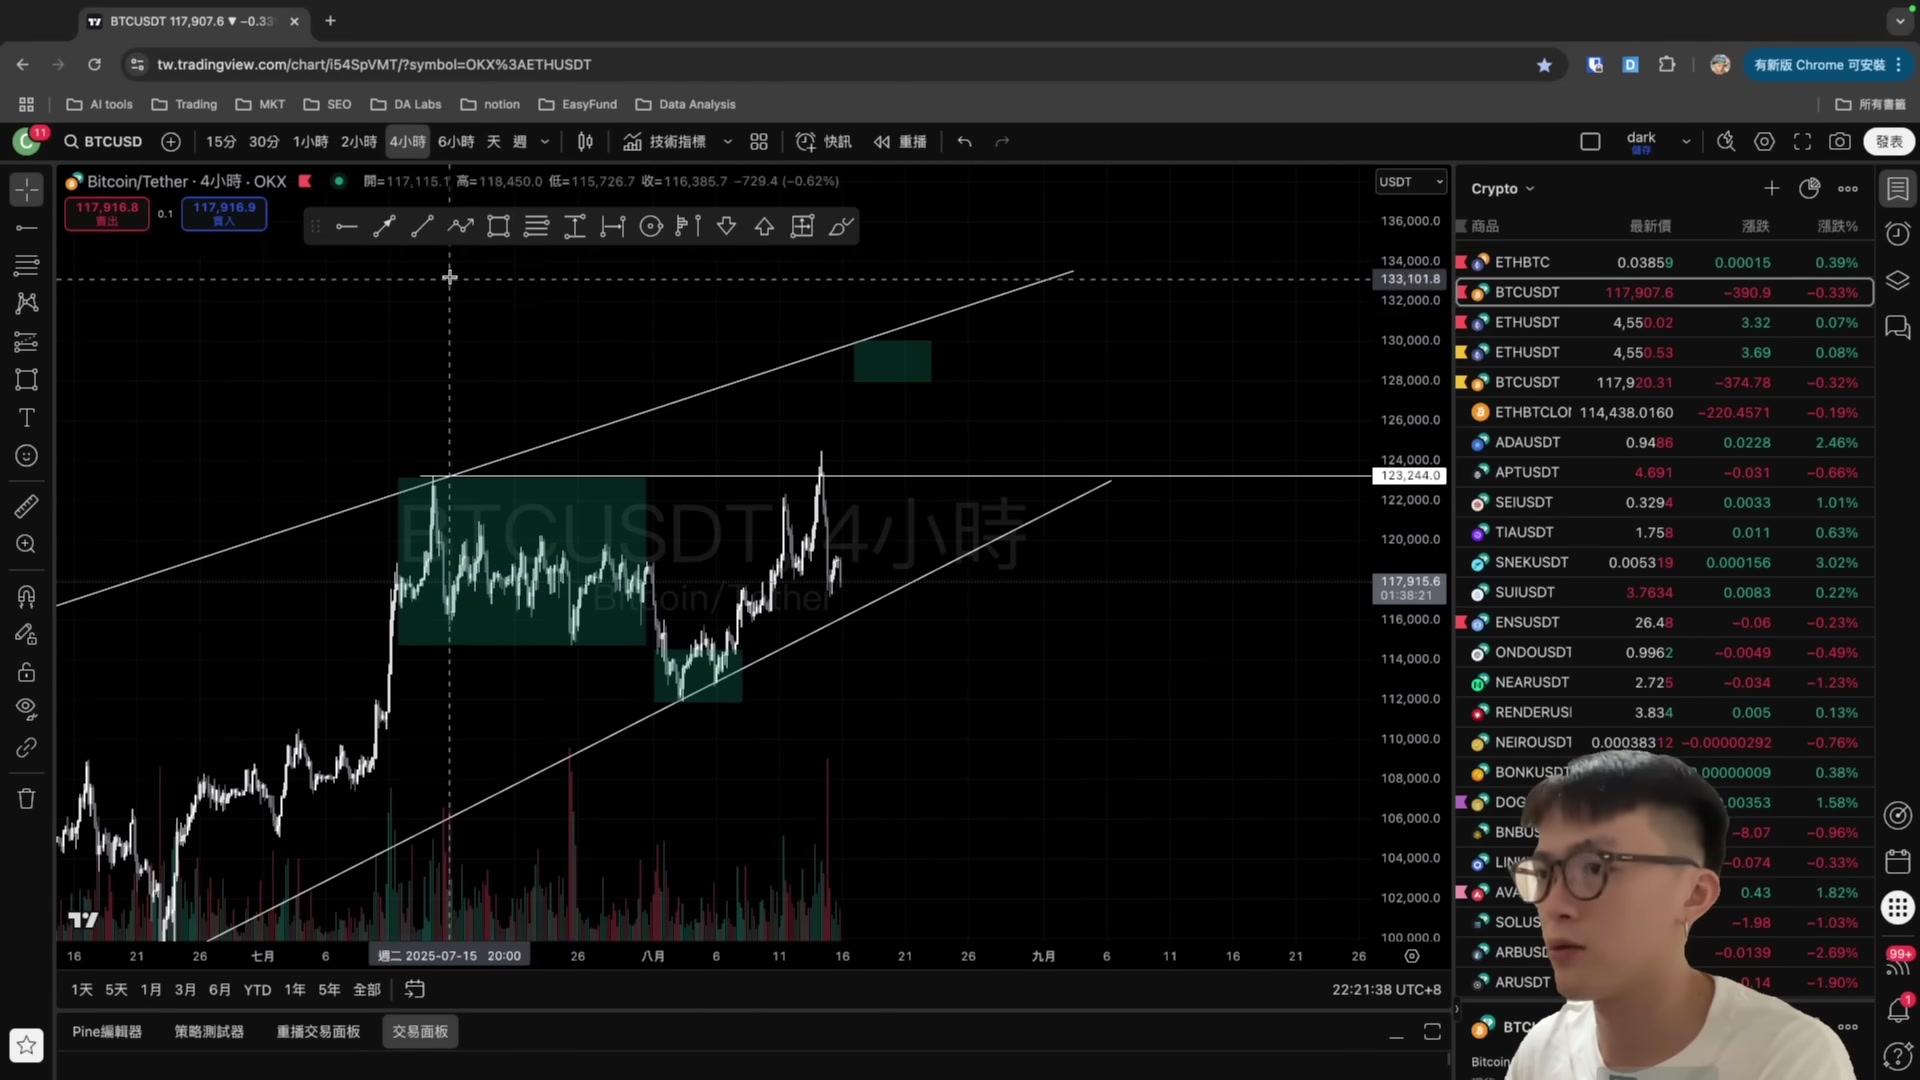 BTCUSDT 117,907.6 ▼ −0.33
tw.tradingview.com/chart/i54SpVMT/?symbol=OKX%3AETHUSDT
D
有新版 Chrome 可安裝
AI tools Trading MKT SEO DA Labs notion EasyFund Data Analysis 所有書籤
C 11 BTCUSD 15分 30分 1小時 2小時 4小時 6小時 天 週 技術指標 快訊 重播 dark 儲存 發表
Bitcoin/Tether · 4小時 · OKX 開=117,115.1 高=118,450.0 低=115,726.7 收=116,385.7 −729.4 (−0.62%)
117,916.8 賣出 0.1 117,916.9 買入
USDT
136,000.0
134,000.0
133,101.8
132,000.0
130,000.0
128,000.0
126,000.0
124,000.0
123,244.0
122,000.0
120,000.0
117,915.6
01:38:21
116,000.0
114,000.0
112,000.0
110,000.0
108,000.0
106,000.0
104,000.0
102,000.0
100,000.0
BTCUSDT, 4小時
Bitcoin/Tether
16 21 26 七月 6 週二 2025-07-15 20:00 26 八月 6 11 16 21 26 九月 6 11 16 21 26
1天 5天 1月 3月 6月 YTD 1年 5年 全部 22:21:38 UTC+8
Pine編輯器 策略測試器 重播交易面板 交易面板
Crypto
商品 最新價 漲跌 漲跌%
ETHBTC 0.03859 0.00015 0.39%
BTCUSDT 117,907.6 −390.9 −0.33%
ETHUSDT 4,550.02 3.32 0.07%
ETHUSDT 4,550.53 3.69 0.08%
BTCUSDT 117,920.31 −374.78 −0.32%
ETHBTCLO 114,438.0160 −220.4571 −0.19%
ADAUSDT 0.9486 0.0228 2.46%
APTUSDT 4.691 −0.031 −0.66%
SEIUSDT 0.3294 0.0033 1.01%
TIAUSDT 1.758 0.011 0.63%
SNEKUSDT 0.005319 0.000156 3.02%
SUIUSDT 3.7634 0.0083 0.22%
ENSUSDT 26.48 −0.06 −0.23%
ONDOUSDT 0.9962 −0.0049 −0.49%
NEARUSDT 2.725 −0.034 −1.23%
RENDERUS 3.834 0.005 0.13%
NEIROUSDT 0.00038312 −0.00000292 −0.76%
BONKUSDT 0.00000009 0.38%
DOG .00353 1.58%
BNBUS −8.07 −0.96%
LINK −0.074 −0.33%
AVA 0.43 1.82%
SOLUS −1.98 −1.03%
ARBUSD −0.0139 −2.69%
ARUSDT 0.14 −1.90%
BTC
Bitcoin
99+
1